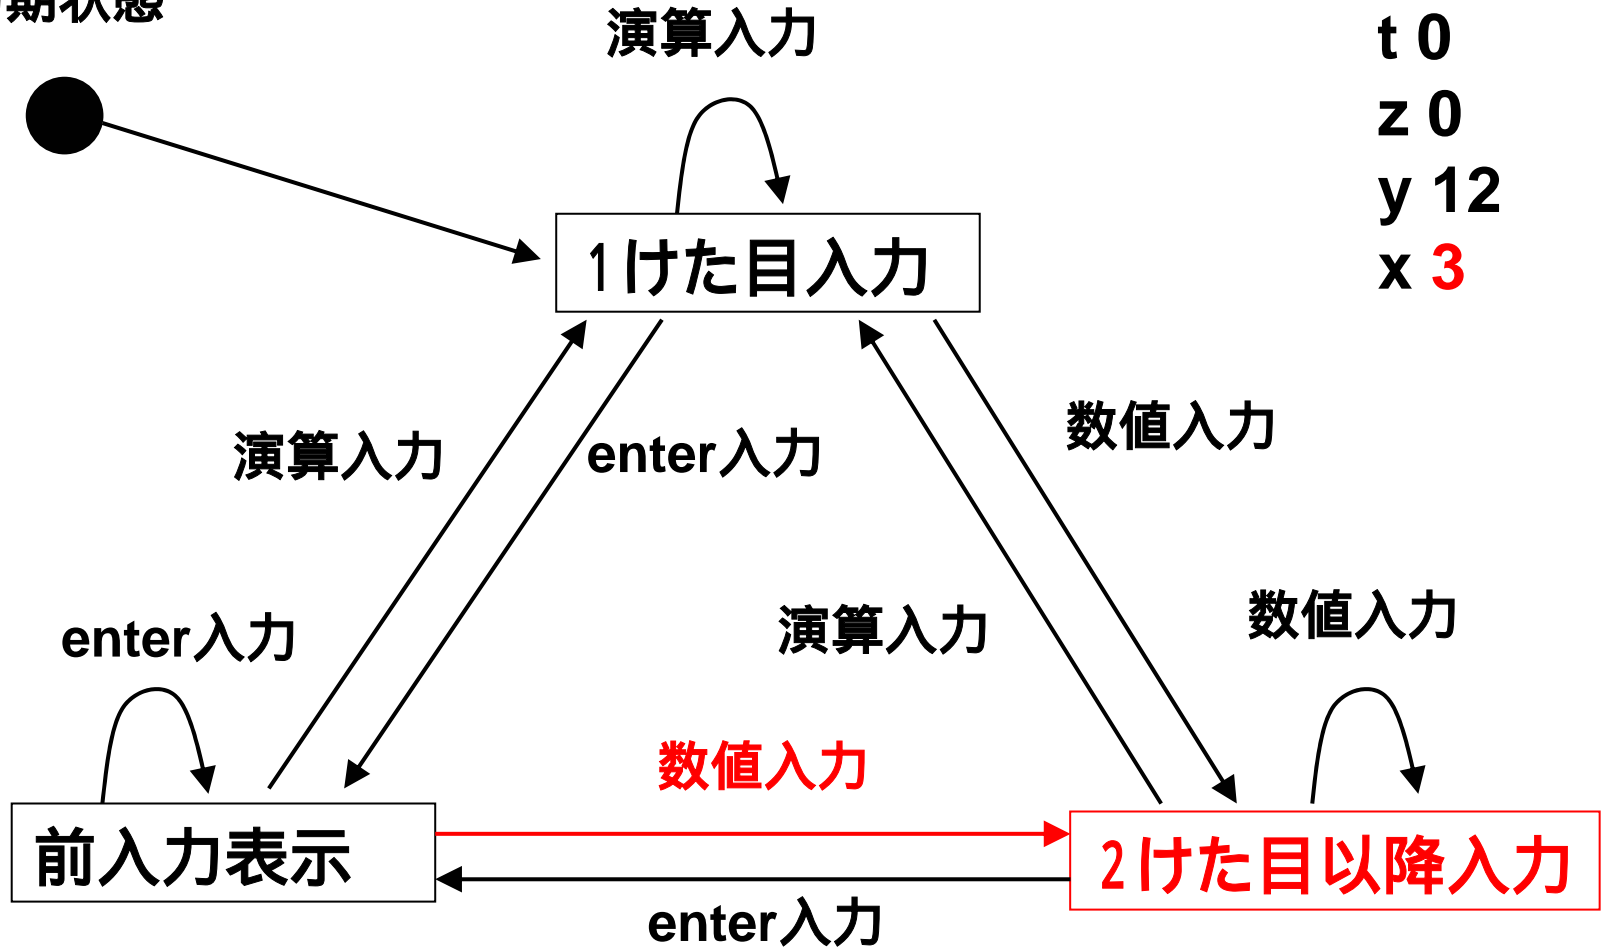 期状態
演算入力
t 0
z 0
y 12
x 3
1けた目入力
数値入力
演算入力
enter入力
数値入力
演算入力
enter入力
数値入力
前入力表示
2けた目以降入力
enter入力